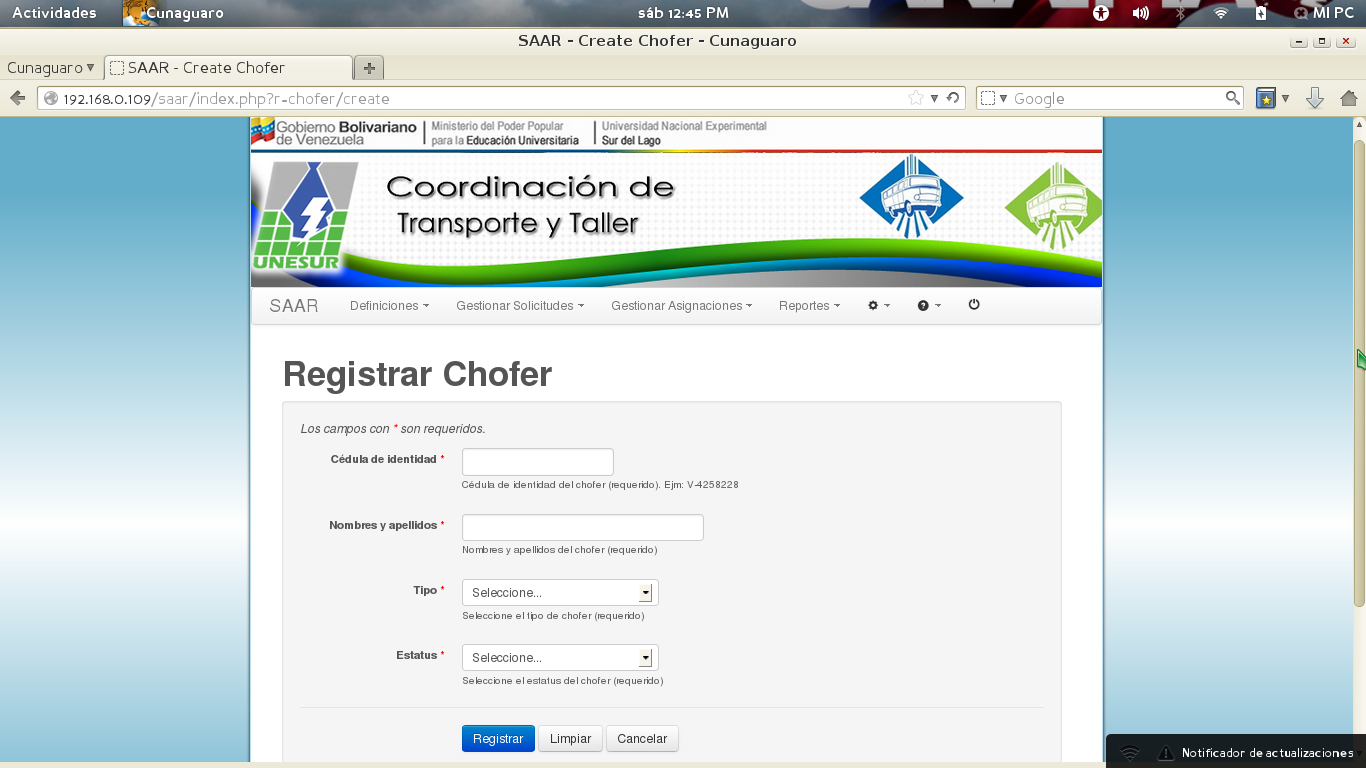 Actividades Cunaguaro sáb 12:45 PM MI PC
SAAR - Create Chofer - Cunaguaro
Cunaguaro SAAR - Create Chofer
192.168.0.109/saar/index.php?r=chofer/create Google
Gobierno Bolivariano de Venezuela
Ministerio del Poder Popular para la Educación Universitaria
Universidad Nacional Experimental Sur del Lago
Coordinación de
Transporte y Taller
UNESUR
SAAR Definiciones Gestionar Solicitudes Gestionar Asignaciones Reportes
Registrar Chofer
Los campos con * son requeridos.
Cédula de identidad *
Cédula de identidad del chofer (requerido). Ejm: V-4258228
Nombres y apellidos *
Nombres y apellidos del chofer (requerido)
Tipo * Seleccione...
Seleccione el tipo de chofer (requerido)
Estatus * Seleccione...
Seleccione el estatus del chofer (requerido)
Registrar Limpiar Cancelar
Notificador de actualizaciones